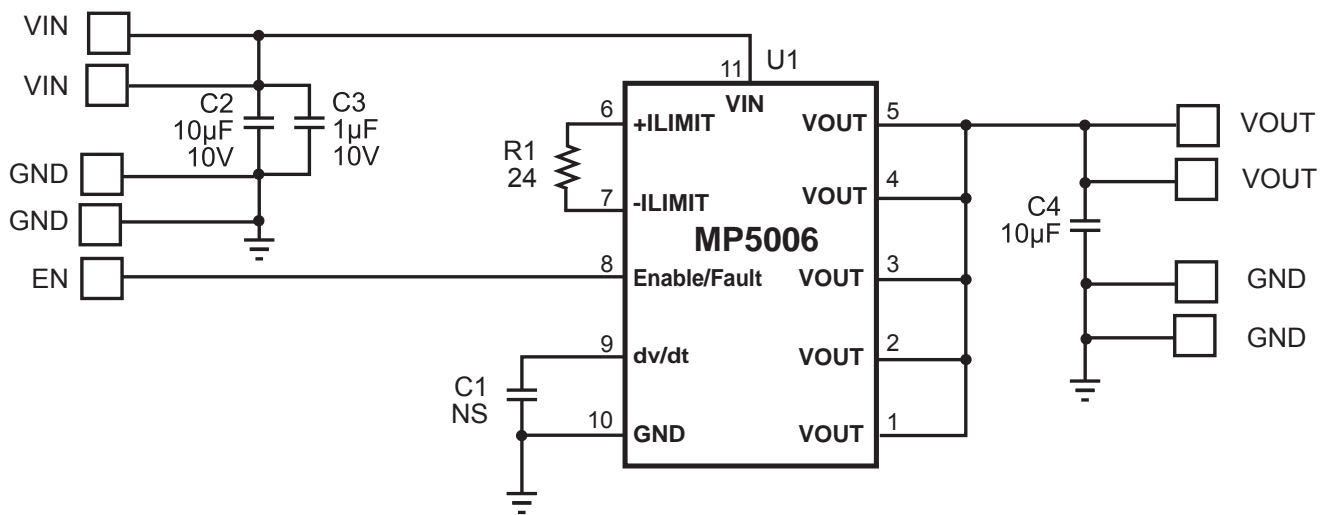 VIN
VIN
C2
10µF
10V
C3
1µF
10V
GND
GND
EN
R1
24
C1
NS
U1
11
VIN
6
+ILIMIT
7
-ILIMIT
MP5006
8
Enable/Fault
9
dv/dt
10
GND
VOUT
5
VOUT
4
VOUT
3
VOUT
2
VOUT
1
C4
10µF
VOUT
VOUT
GND
GND